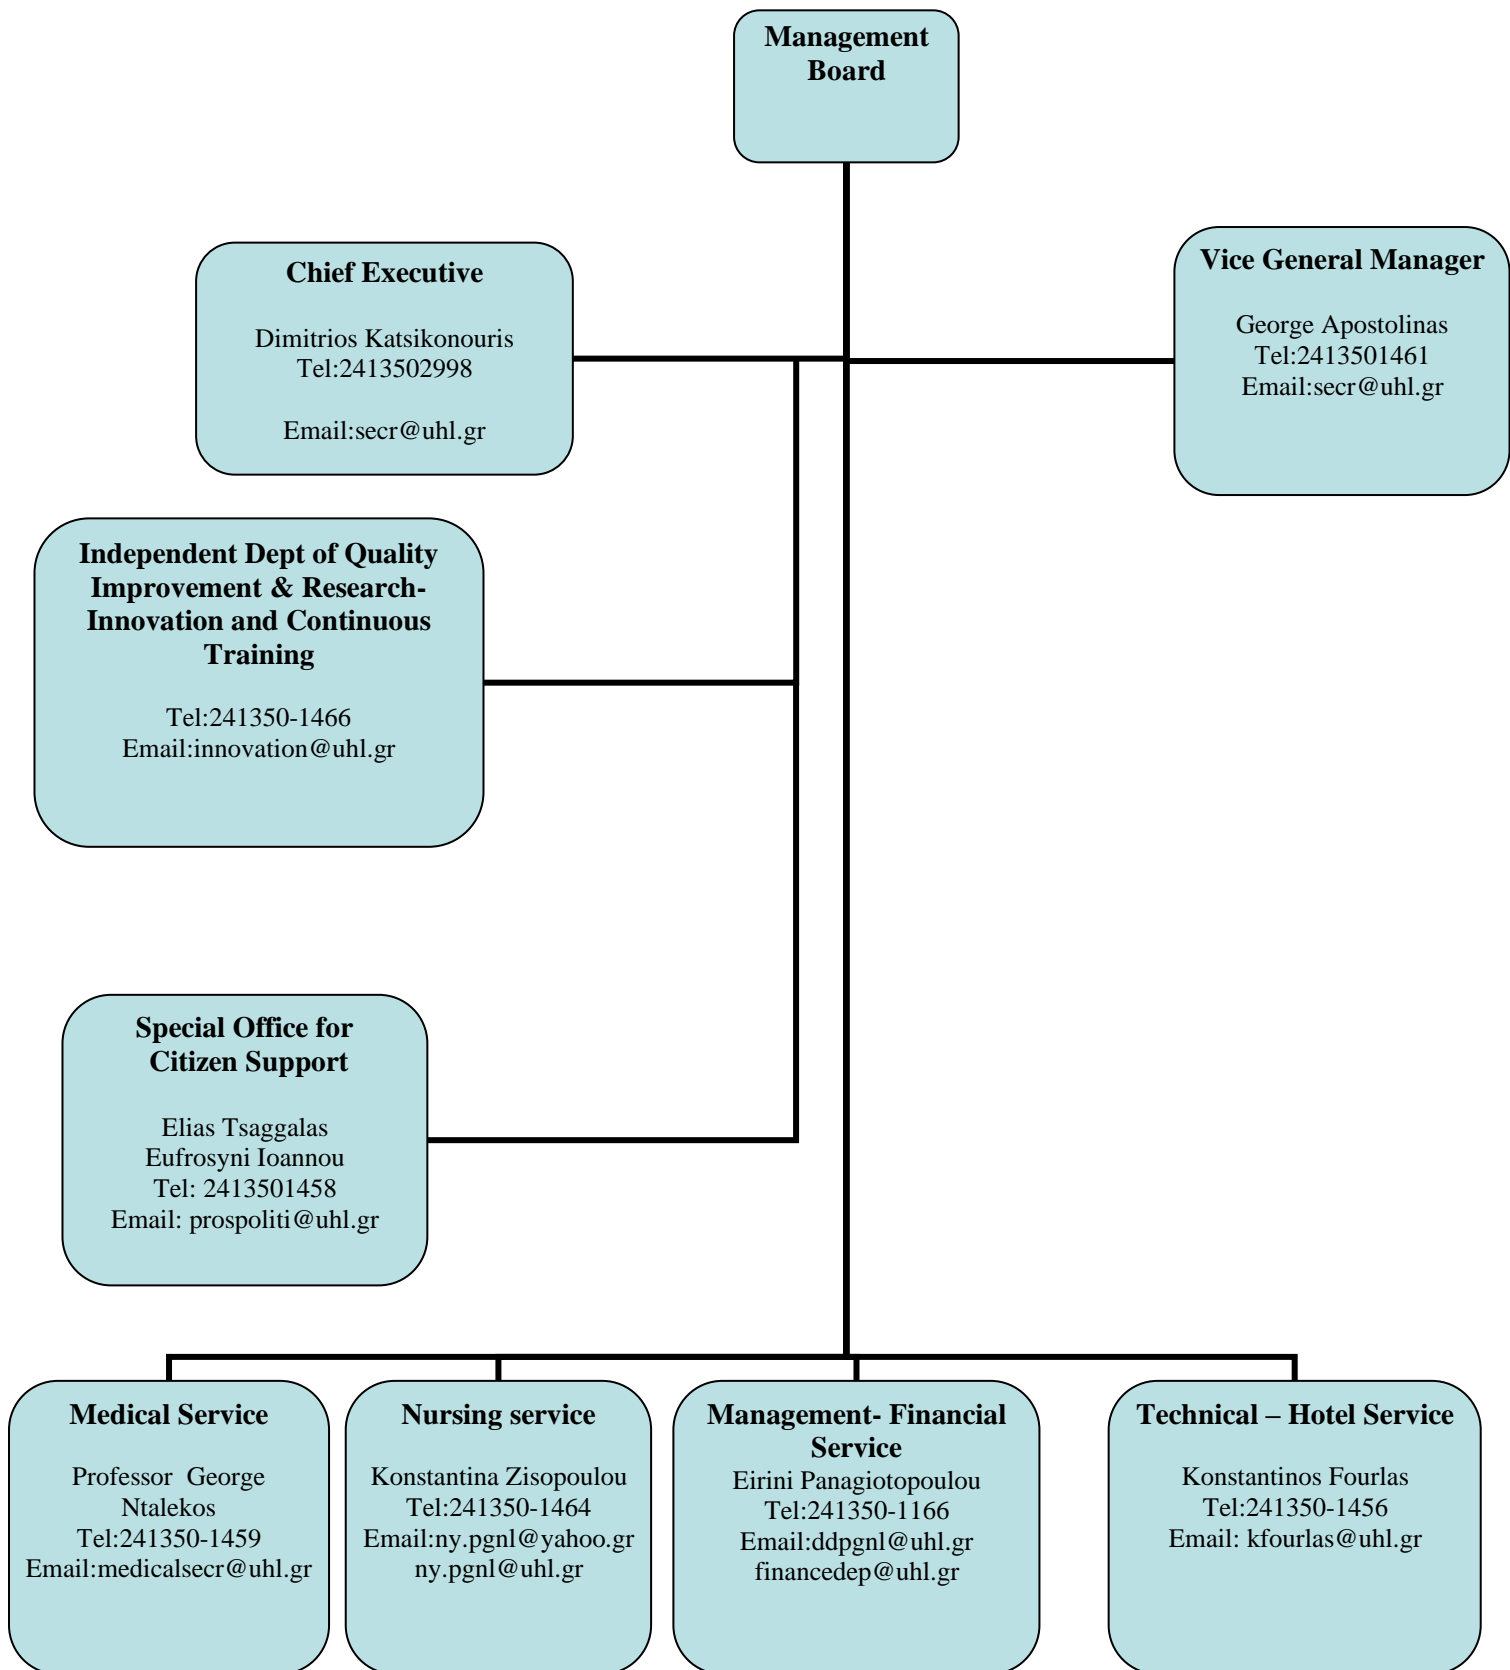 Management
Board
Chief Executive
Dimitrios Katsikonouris
Tel:2413502998
Email:secr@uhl.gr
Vice General Manager
George Apostolinas
Tel:2413501461
Email:secr@uhl.gr
Independent Dept of Quality
Improvement & Research-
Innovation and Continuous
Training
Tel:241350-1466
Email:innovation@uhl.gr
Special Office for
Citizen Support
Elias Tsaggalas
Eufrosyni Ioannou
Tel: 2413501458
Email: prospoliti@uhl.gr
Medical Service
Professor  George
Ntalekos
Tel:241350-1459
Email:medicalsecr@uhl.gr
Nursing service
Konstantina Zisopoulou
Tel:241350-1464
Email:ny.pgnl@yahoo.gr
ny.pgnl@uhl.gr
Management- Financial
Service
Eirini Panagiotopoulou
Tel:241350-1166
Email:ddpgnl@uhl.gr
financedep@uhl.gr
Technical – Hotel Service
Konstantinos Fourlas
Tel:241350-1456
Email: kfourlas@uhl.gr